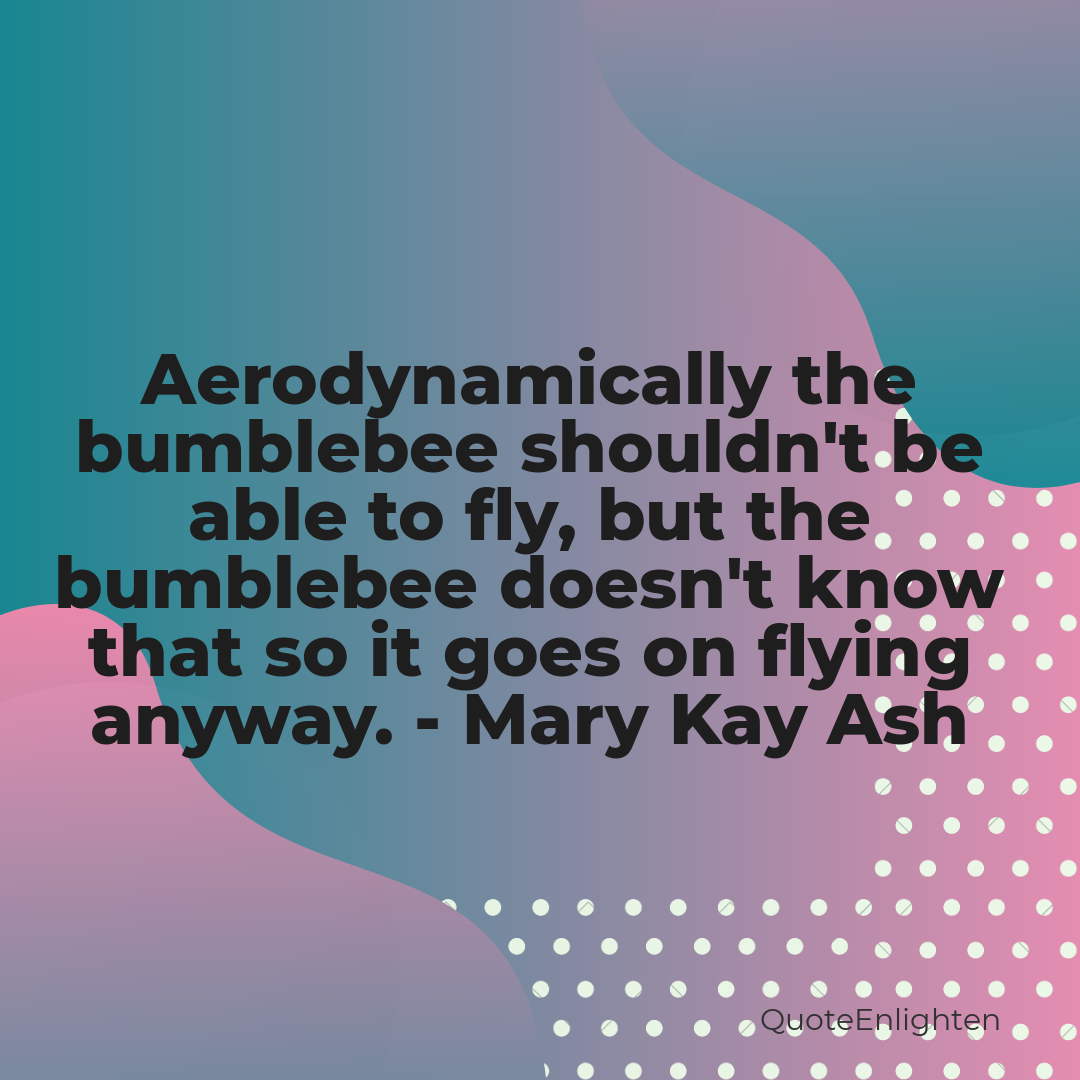 Aerodynamically the
bumblebee shouldn't be
able to fly, but the
bumblebee doesn't know
that so it goes on flying
anyway. - Mary Kay Ash
QuoteEnlighten